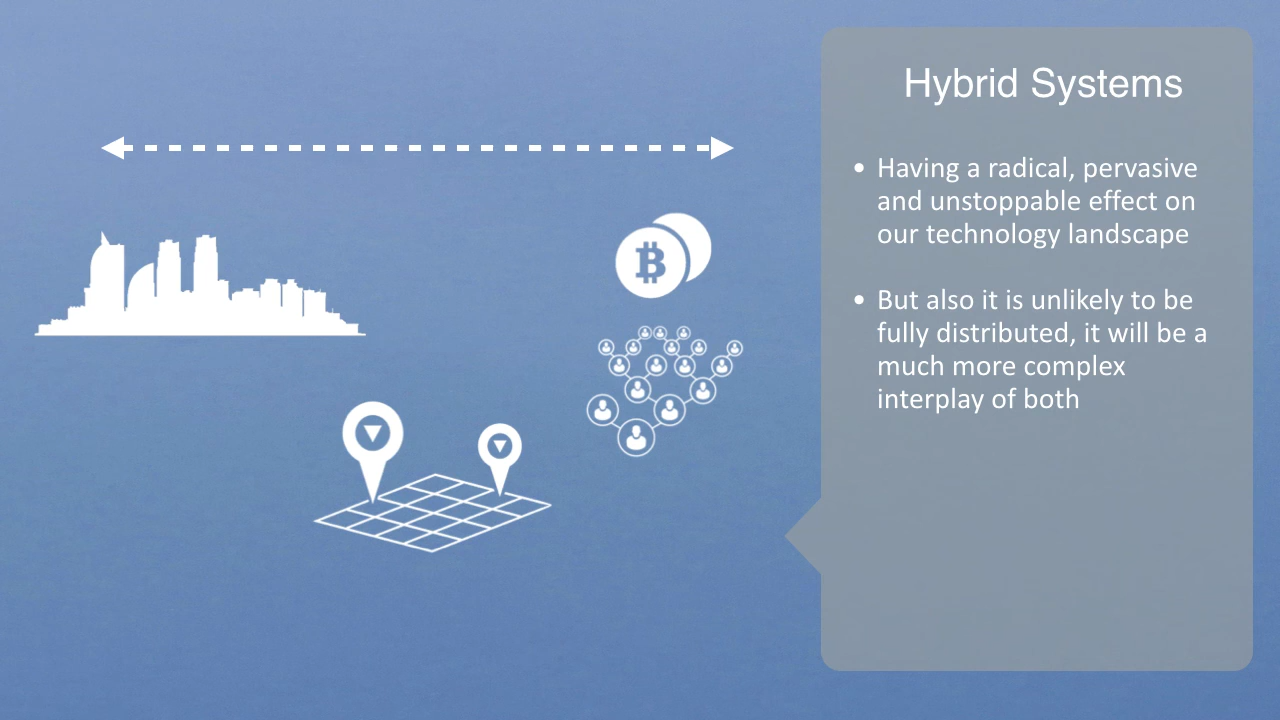 Hybrid Systems
• Having a radical, pervasive
and unstoppable effect on
our technology landscape
• But also it is unlikely to be
fully distributed, it will be a
much more complex
interplay of both